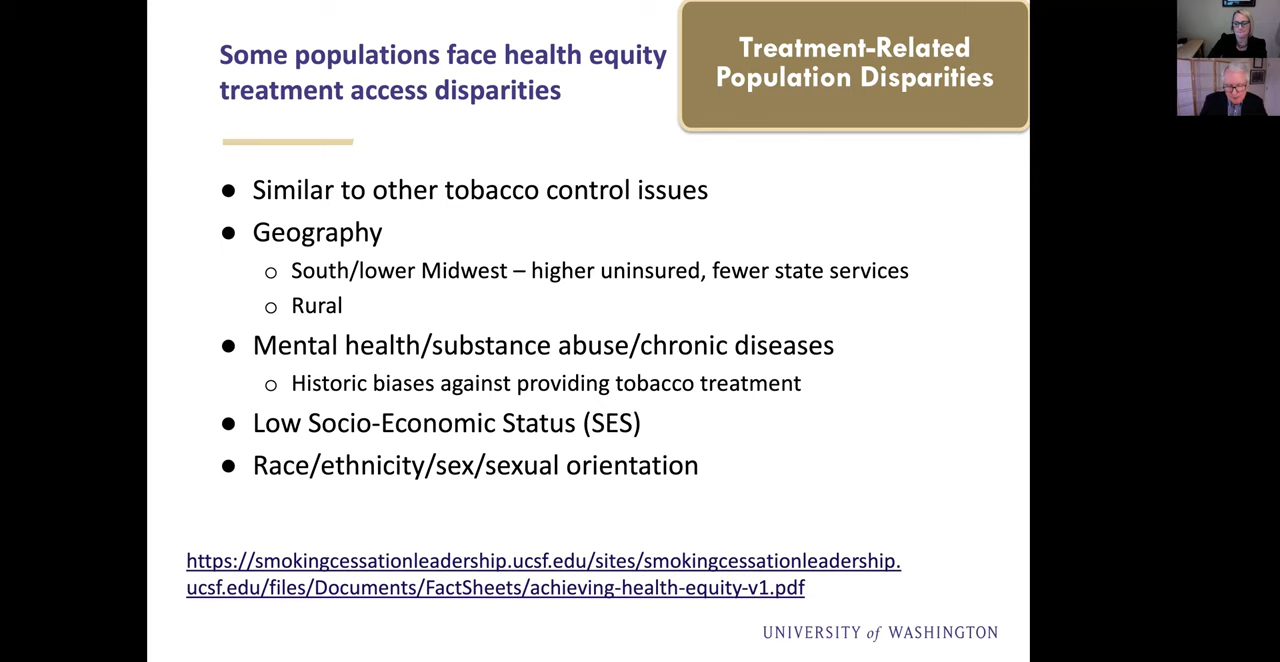 Some populations face health equity
treatment access disparities
Treatment-Related
Population Disparities
● Similar to other tobacco control issues
● Geography
o South/lower Midwest – higher uninsured, fewer state services
o Rural
● Mental health/substance abuse/chronic diseases
o Historic biases against providing tobacco treatment
● Low Socio-Economic Status (SES)
● Race/ethnicity/sex/sexual orientation
https://smokingcessationleadership.ucsf.edu/sites/smokingcessationleadership.
ucsf.edu/files/Documents/FactSheets/achieving-health-equity-v1.pdf
UNIVERSITY of WASHINGTON